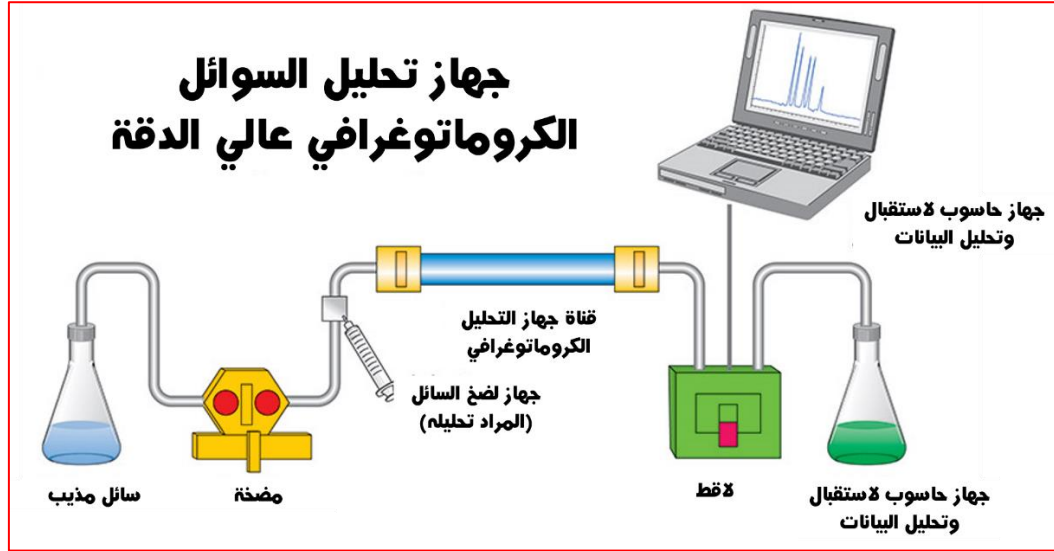 جهاز تحليل السوائل
الكروماتوغرافي عالي الدقة
جهاز حاسوب لاستقبال
وتحليل البيانات
قناة جهاز التحليل
الكروماتوغرافي
جهاز لضخ السائل
(المراد تحليله)
سائل مذيب
مضخة
لاقط
جهاز حاسوب لاستقبال
وتحليل البيانات